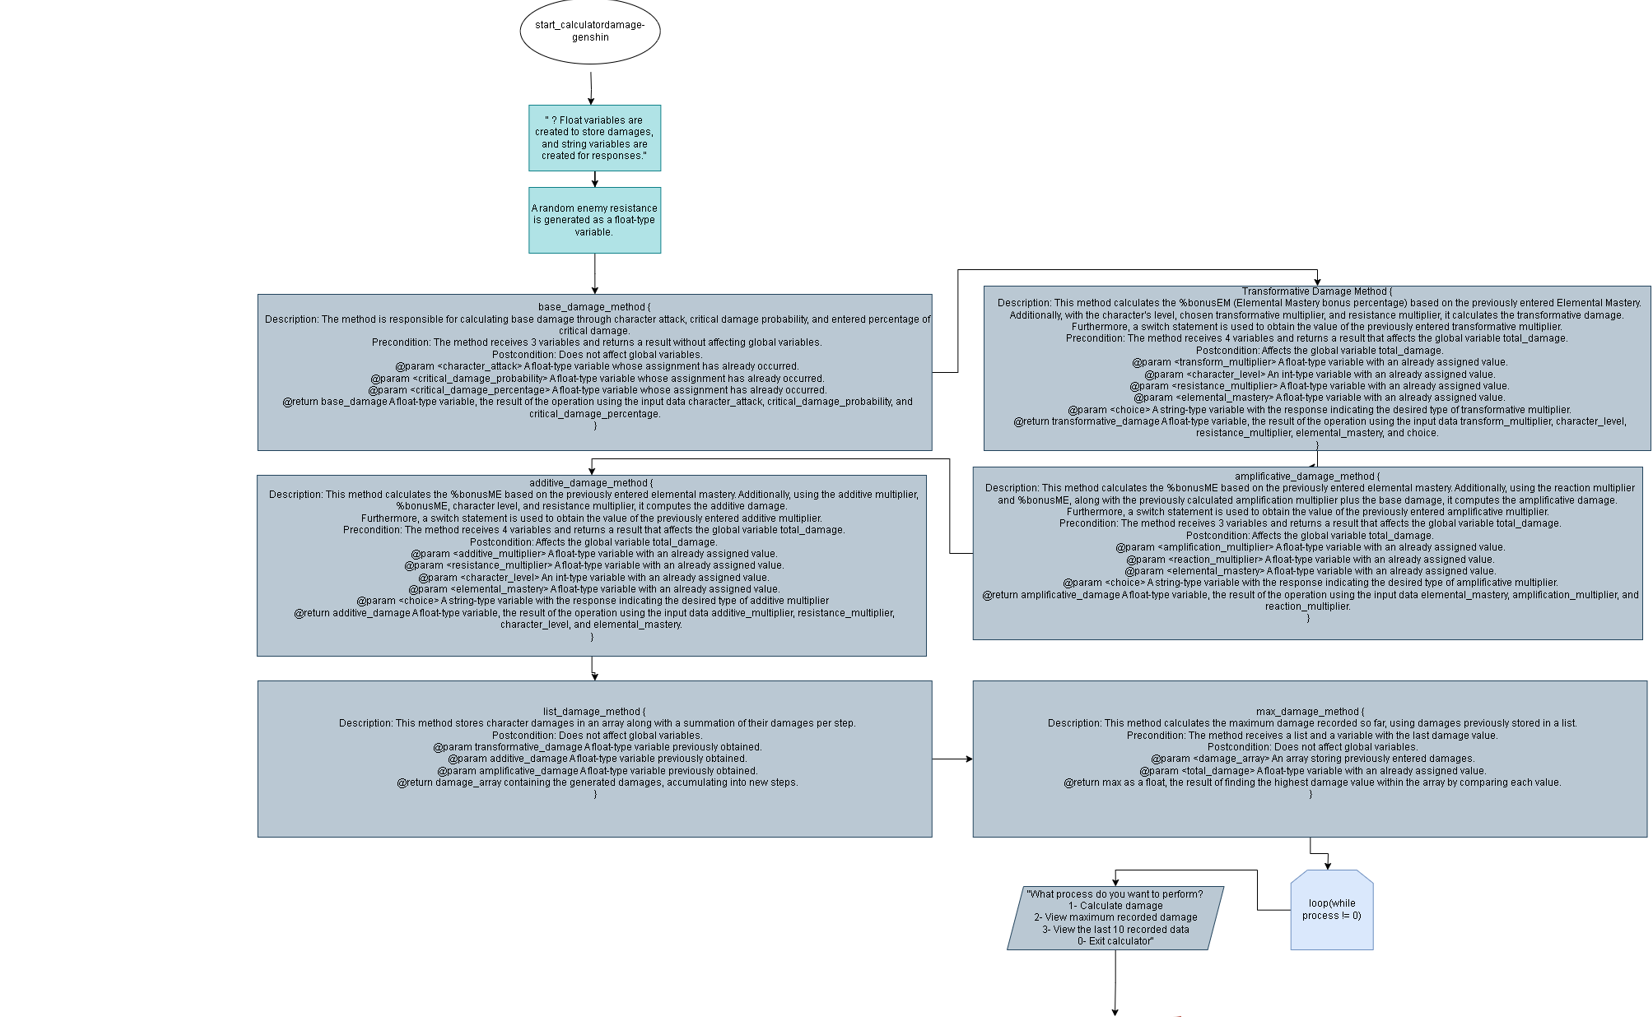 start_calculatordamage-
genshin
" ? Float variables are
created to store damages,
and string variables are
created for responses."
A random enemy resistance
is generated as a float-type
variable.
base_damage_method {
Description: The method is responsible for calculating base damage through character attack, critical damage probability, and entered percentage of
critical damage.
Precondition: The method receives 3 variables and returns a result without affecting global variables.
Postcondition: Does not affect global variables.
@param <character_attack> A float-type variable whose assignment has already occurred.
@param <critical_damage_probability> A float-type variable whose assignment has already occurred.
@param <critical_damage_percentage> A float-type variable whose assignment has already occurred.
@return base_damage A float-type variable, the result of the operation using the input data character_attack, critical_damage_probability, and
critical_damage_percentage.
}
Transformative Damage Method {
Description: This method calculates the %bonusEM (Elemental Mastery bonus percentage) based on the previously entered Elemental Mastery.
Additionally, with the character's level, chosen transformative multiplier, and resistance multiplier, it calculates the transformative damage.
Furthermore, a switch statement is used to obtain the value of the previously entered transformative multiplier.
Precondition: The method receives 4 variables and returns a result that affects the global variable total_damage.
Postcondition: Affects the global variable total_damage.
@param <transform_multiplier> A float-type variable with an already assigned value.
@param <character_level> An int-type variable with an already assigned value.
@param <resistance_multiplier> A float-type variable with an already assigned value.
@param <elemental_mastery> A float-type variable with an already assigned value.
@param <choice> A string-type variable with the response indicating the desired type of transformative multiplier.
@return transformative_damage A float-type variable, the result of the operation using the input data transform_multiplier, character_level,
resistance_multiplier, elemental_mastery, and choice.
}
additive_damage_method {
Description: This method calculates the %bonusME based on the previously entered elemental mastery. Additionally, using the additive multiplier,
%bonusME, character level, and resistance multiplier, it computes the additive damage.
Furthermore, a switch statement is used to obtain the value of the previously entered additive multiplier.
Precondition: The method receives 4 variables and returns a result that affects the global variable total_damage.
Postcondition: Affects the global variable total_damage.
@param <additive_multiplier> A float-type variable with an already assigned value.
@param <resistance_multiplier> A float-type variable with an already assigned value.
@param <character_level> An int-type variable with an already assigned value.
@param <elemental_mastery> A float-type variable with an already assigned value.
@param <choice> A string-type variable with the response indicating the desired type of additive multiplier
@return additive_damage A float-type variable, the result of the operation using the input data additive_multiplier, resistance_multiplier,
character_level, and elemental_mastery.
}
amplificative_damage_method {
Description: This method calculates the %bonusME based on the previously entered elemental mastery. Additionally, using the reaction multiplier
and %bonusME, along with the previously calculated amplification multiplier plus the base damage, it computes the amplificative damage.
Furthermore, a switch statement is used to obtain the value of the previously entered amplificative multiplier.
Precondition: The method receives 3 variables and returns a result that affects the global variable total_damage.
Postcondition: Affects the global variable total_damage.
@param <amplification_multiplier> A float-type variable with an already assigned value.
@param <reaction_multiplier> A float-type variable with an already assigned value.
@param <elemental_mastery> A float-type variable with an already assigned value.
@param <choice> A string-type variable with the response indicating the desired type of amplificative multiplier.
@return amplificative_damage A float-type variable, the result of the operation using the input data elemental_mastery, amplification_multiplier, and
reaction_multiplier.
}
list_damage_method {
Description: This method stores character damages in an array along with a summation of their damages per step.
Postcondition: Does not affect global variables.
@param transformative_damage A float-type variable previously obtained.
@param additive_damage A float-type variable previously obtained.
@param amplificative_damage A float-type variable previously obtained.
@return damage_array containing the generated damages, accumulating into new steps.
}
max_damage_method {
Description: This method calculates the maximum damage recorded so far, using damages previously stored in a list.
Precondition: The method receives a list and a variable with the last damage value.
Postcondition: Does not affect global variables.
@param <damage_array> An array storing previously entered damages.
@param <total_damage> A float-type variable with an already assigned value.
@return max as a float, the result of finding the highest damage value within the array by comparing each value.
}
"What process do you want to perform?
1- Calculate damage
2- View maximum recorded damage
3- View the last 10 recorded data
0- Exit calculator"
loop(while
process != 0)